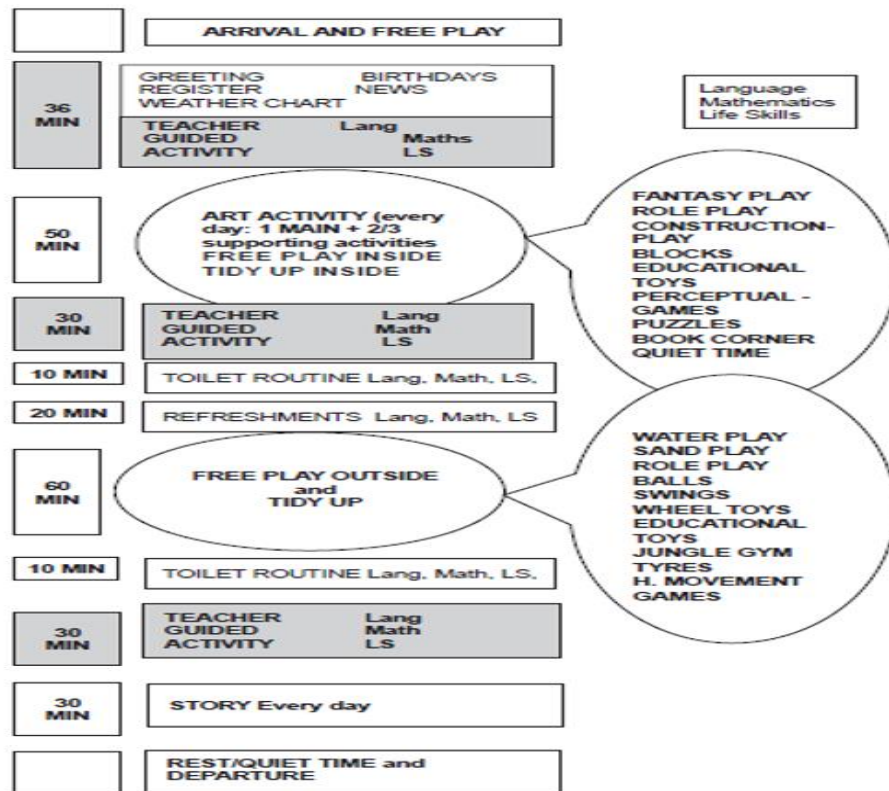 ARRIVAL AND FREE PLAY
36 MIN
GREETING BIRTHDAYS
REGISTER NEWS
WEATHER CHART
TEACHER Lang
GUIDED Maths
ACTIVITY LS
Language
Mathematics
Life Skills
50 MIN
ART ACTIVITY (every
day: 1 MAIN + 2/3
supporting activities
FREE PLAY INSIDE
TIDY UP INSIDE
FANTASY PLAY
ROLE PLAY
CONSTRUCTION-
PLAY
BLOCKS
EDUCATIONAL
TOYS
PERCEPTUAL -
GAMES
PUZZLES
BOOK CORNER
QUIET TIME
30 MIN
TEACHER Lang
GUIDED Math
ACTIVITY LS
10 MIN
TOILET ROUTINE Lang, Math, LS,
20 MIN
REFRESHMENTS Lang, Math, LS
60 MIN
FREE PLAY OUTSIDE
and
TIDY UP
WATER PLAY
SAND PLAY
ROLE PLAY
BALLS
SWINGS
WHEEL TOYS
EDUCATIONAL
TOYS
JUNGLE GYM
TYRES
H. MOVEMENT
GAMES
10 MIN
TOILET ROUTINE Lang, Math, LS,
30 MIN
TEACHER Lang
GUIDED Math
ACTIVITY LS
30 MIN
STORY Every day
REST/QUIET TIME and
DEPARTURE